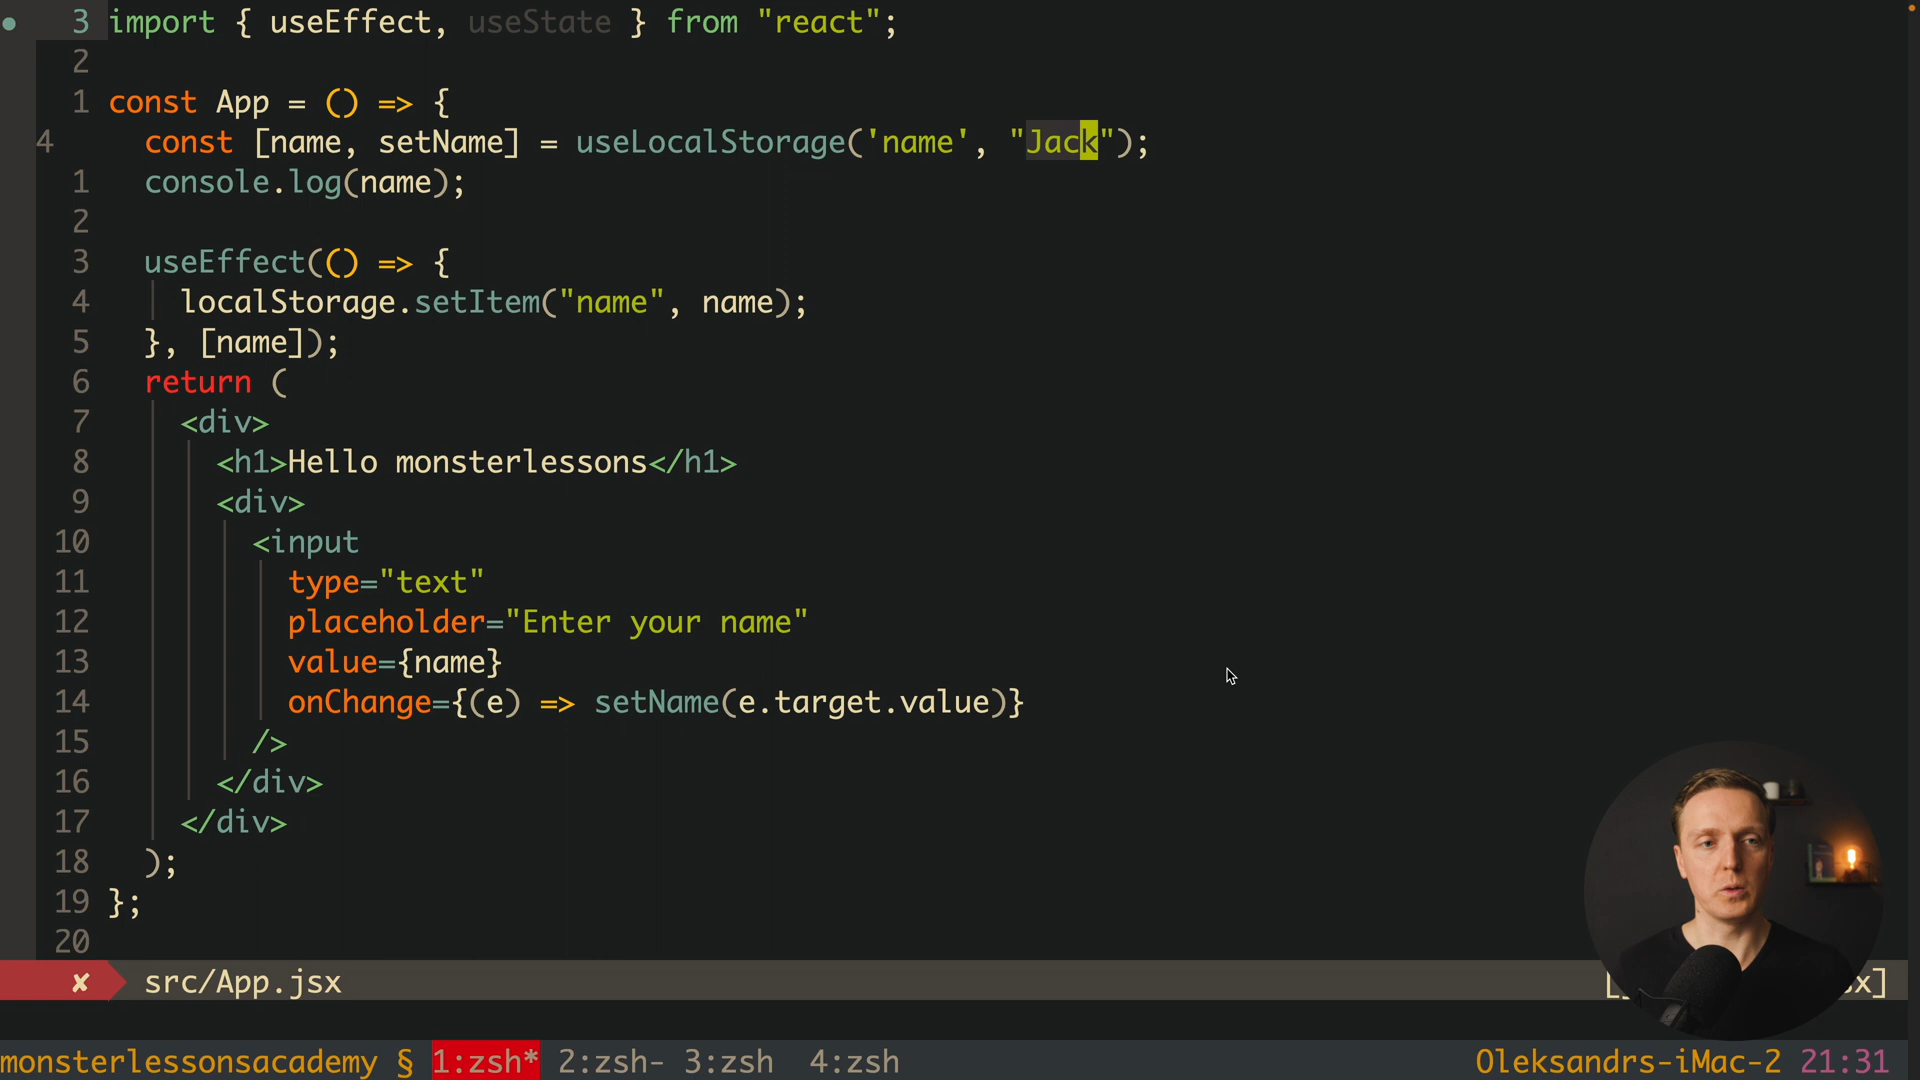 3 import { useEffect, useState } from "react";
2
1 const App = () => {
4 const [name, setName] = useLocalStorage('name', "Jack");
1 console.log(name);
2
3 useEffect(() => {
4 localStorage.setItem("name", name);
5 }, [name]);
6 return (
7 <div>
8 <h1>Hello monsterlessons</h1>
9 <div>
10 <input
11 type="text"
12 placeholder="Enter your name"
13 value={name}
14 onChange={(e) => setName(e.target.value)}
15 />
16 </div>
17 </div>
18 );
19 };
20
✘ src/App.jsx
monsterlessonsacademy § 1:zsh* 2:zsh- 3:zsh 4:zsh Oleksandrs-iMac-2 21:31